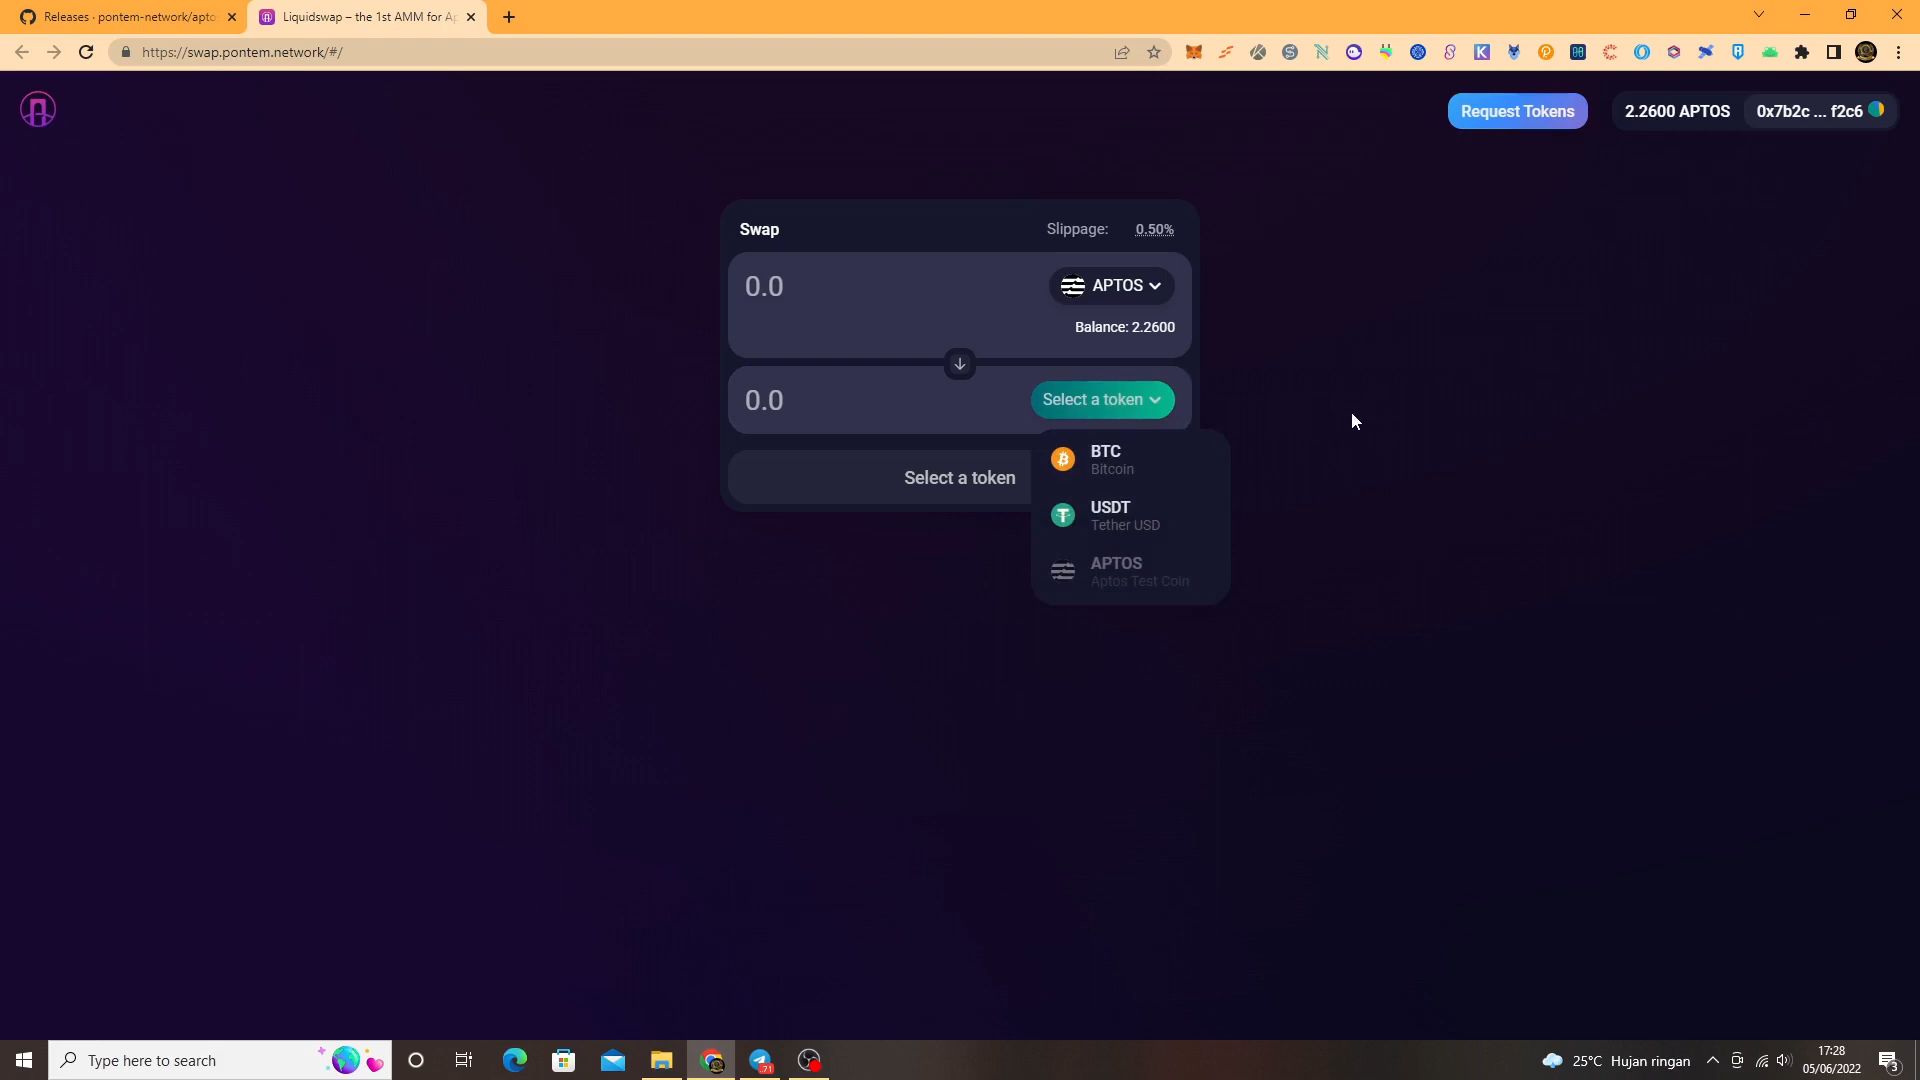 Releases · pontem-network/apto
Liquidswap – the 1st AMM for Ap
https://swap.pontem.network/#/
Request Tokens
2.2600 APTOS
0x7b2c ... f2c6
Swap
Slippage:
0.50%
0.0
APTOS
Balance: 2.2600
0.0
Select a token
BTC
Bitcoin
Select a token
USDT
Tether USD
APTOS
Aptos Test Coin
Type here to search
71
25°C Hujan ringan
17:28
05/06/2022
3